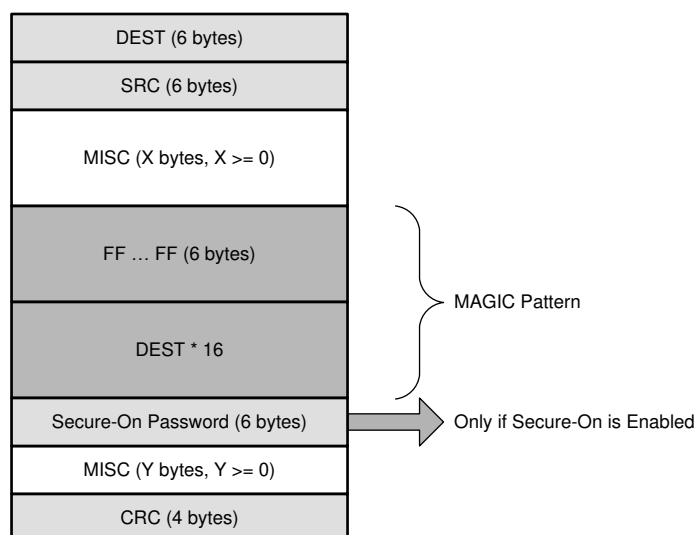 DEST (6 bytes)
SRC (6 bytes)
MISC (X bytes, X >= 0)
FF … FF (6 bytes)
MAGIC Pattern
DEST * 16
Secure-On Password (6 bytes)
Only if Secure-On is Enabled
MISC (Y bytes, Y >= 0)
CRC (4 bytes)